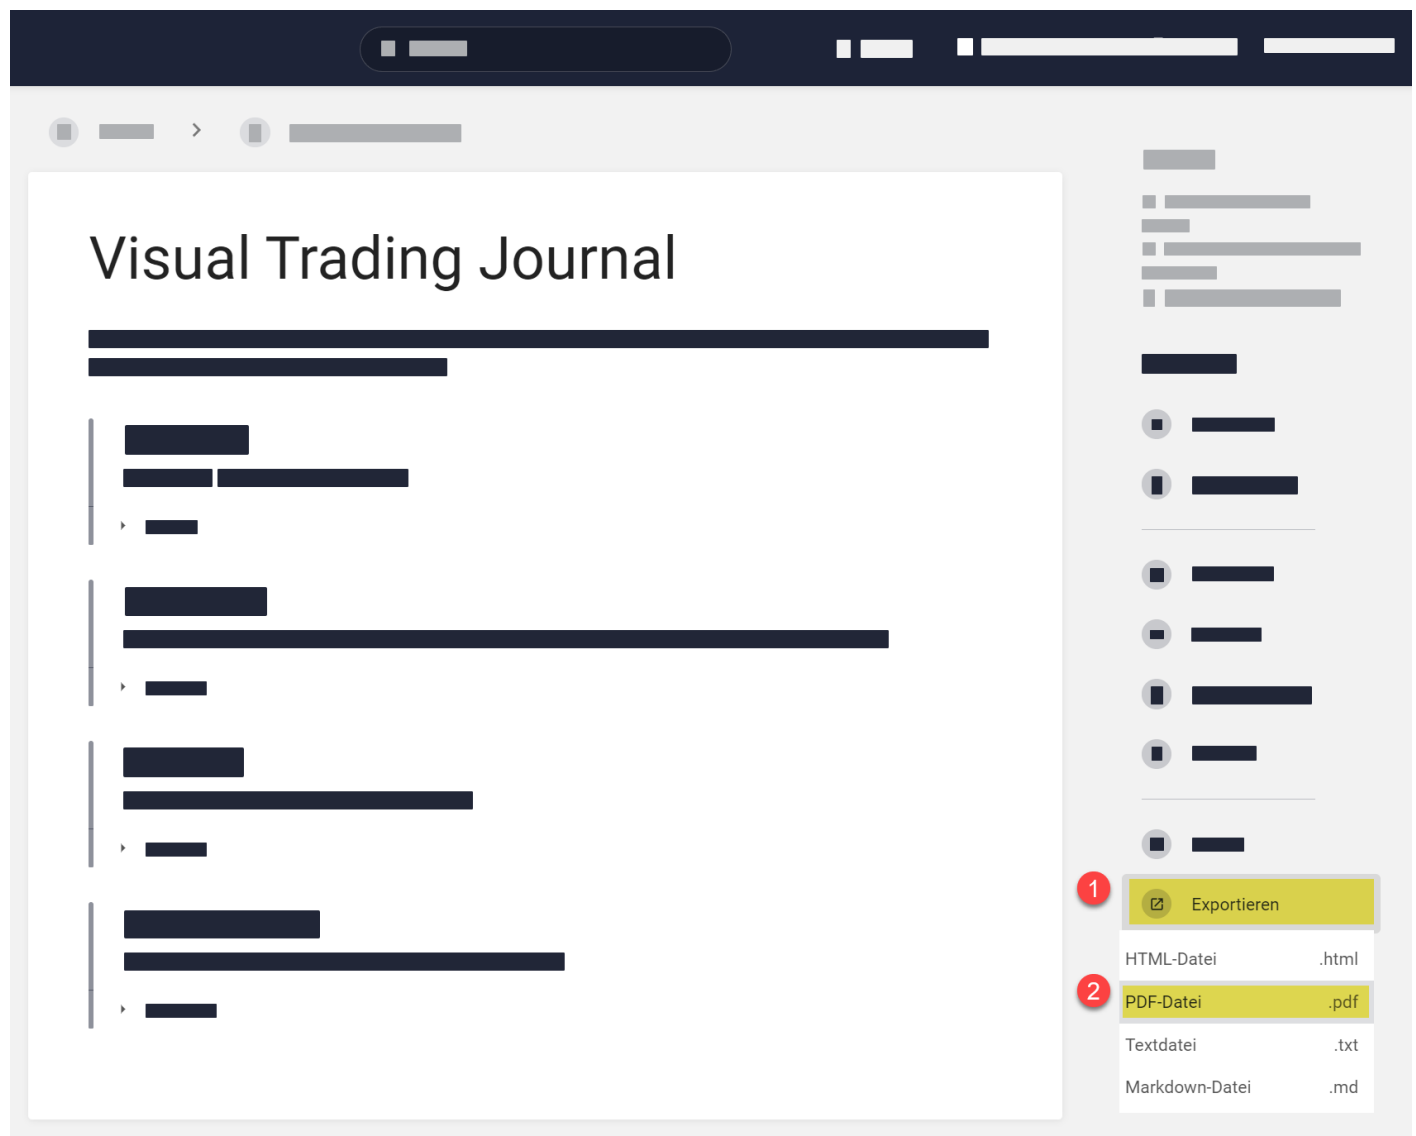 Visual Trading Journal
1
Exportieren
HTML-Datei .html
2
PDF-Datei .pdf
Textdatei .txt
Markdown-Datei .md